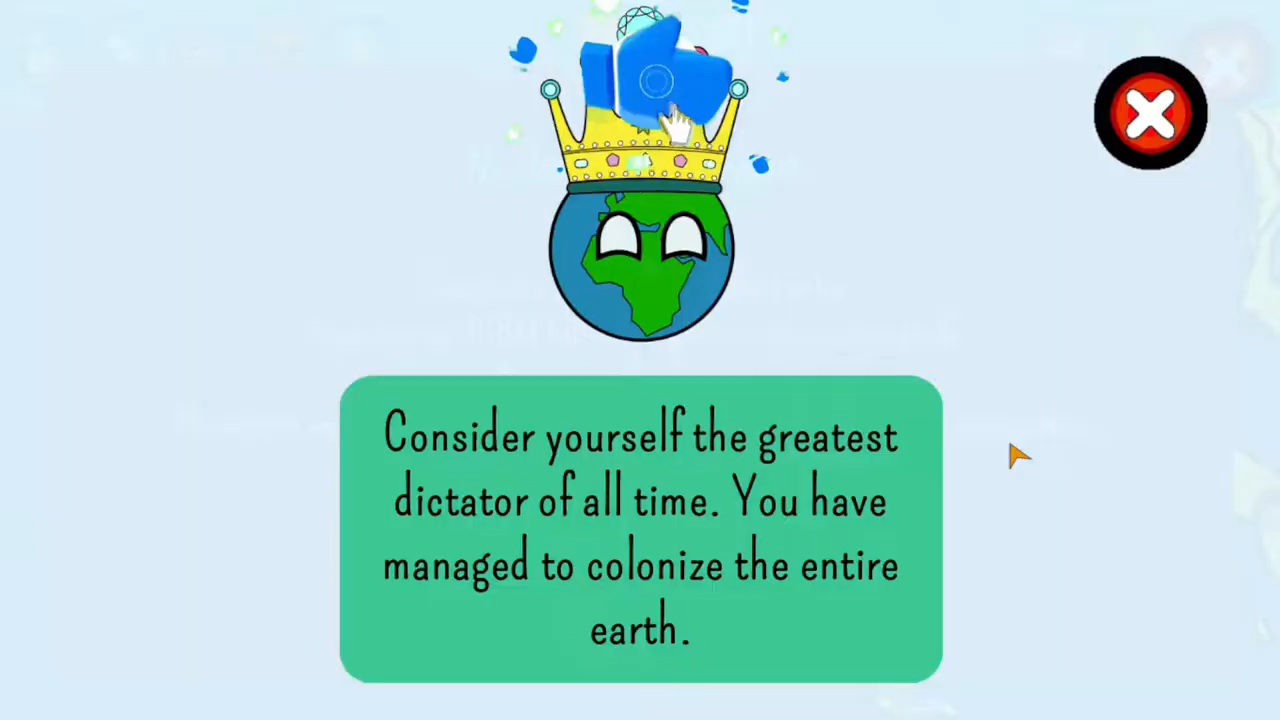 Consider yourself the greatest
dictator of all time. You have
managed to colonize the entire
earth.